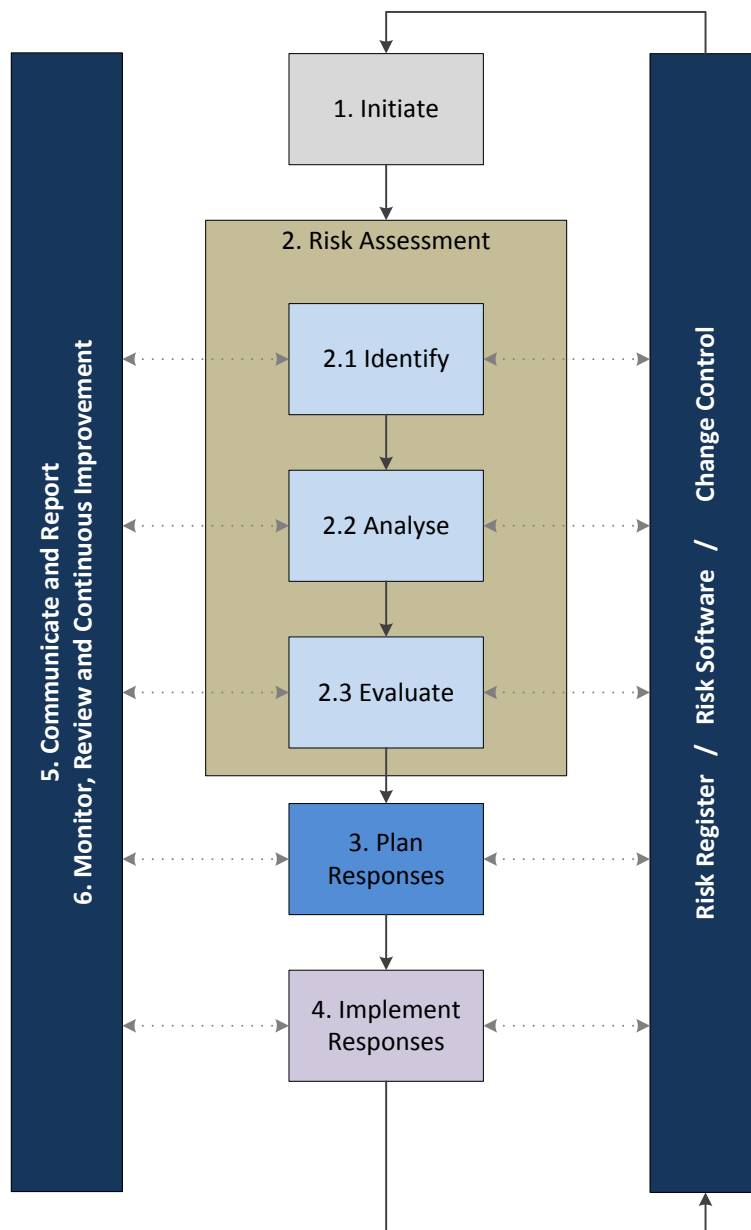 1. Initiate
2. Risk Assessment
2.1 Identify
2.2 Analyse
2.3 Evaluate
3. Plan
Responses
4. Implement
Responses
5. Communicate and Report
6. Monitor, Review and Continuous Improvement
Risk Register / Risk Software / Change Control